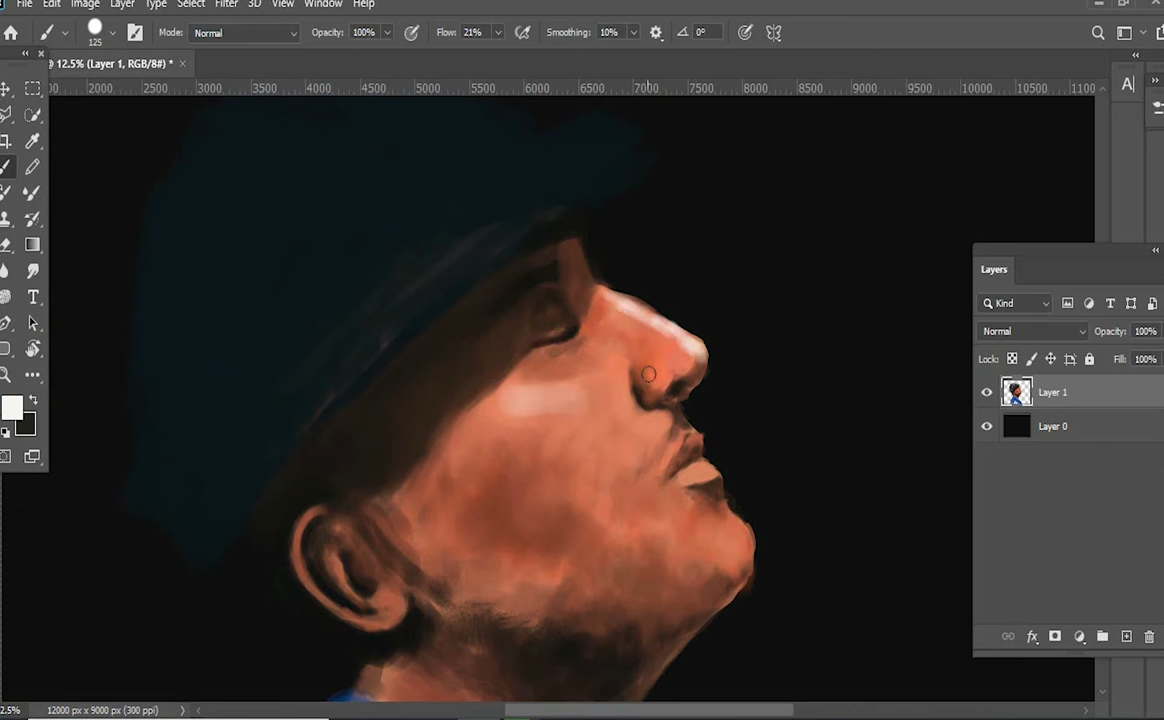 File Edit Image Layer Type Select Filter 3D View Window Help
125 Mode: Normal Opacity: 100% Flow: 21% Smoothing: 10% 0°
@ 12.5% (Layer 1, RGB/8#) * ×
2000 2500 3000 3500 4000 4500 5000 5500 6000 6500 7000 7500 8000 8500 9000 9500 10000 10500 1100
A
T
Layers
Kind T
Normal Opacity: 100%
Lock: Fill: 100%
Layer 1
Layer 0
fx
2.5% 12000 px x 9000 px (300 ppi)